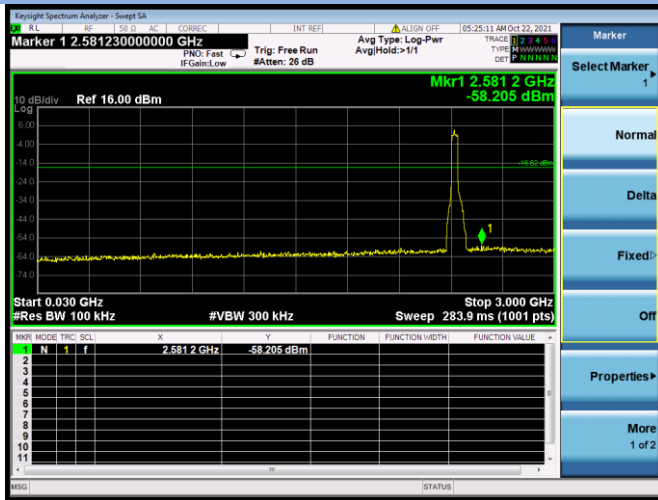 Keysight Spectrum Analyzer - Swept SA
RL RF 50 Ω AC CORREC INT REF ALIGN OFF 05:25:11 AM Oct 22, 2021
Marker 1 2.581230000000 GHz
PNO: Fast
IFGain:Low
Trig: Free Run
#Atten: 26 dB
Avg Type: Log-Pwr
Avg|Hold:>1/1
TRACE 1 2 3 4 5 6
TYPE M W W W W W
DET P N N N N N
Mkr1 2.581 2 GHz
-58.205 dBm
10 dB/div Ref 16.00 dBm
Log
6.00
-4.00
-14.0
-16.62 dBm
-24.0
-34.0
-44.0
-54.0
1
-64.0
-74.0
Start 0.030 GHz Stop 3.000 GHz
#Res BW 100 kHz #VBW 300 kHz Sweep 283.9 ms (1001 pts)
MKR MODE TRC SCL X Y FUNCTION FUNCTION WIDTH FUNCTION VALUE
1 N 1 f 2.581 2 GHz -58.205 dBm
2
3
4
5
6
7
8
9
10
11
MSG STATUS
Marker
Select Marker
1
Normal
Delta
Fixed
Off
Properties
More
1 of 2